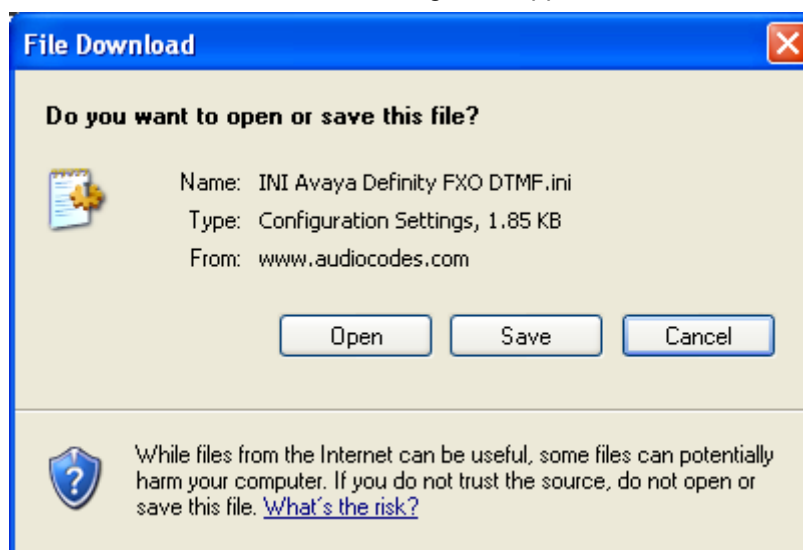 File Download
Do you want to open or save this file?
Name: INI Avaya Definity FXO DTMF.ini
Type: Configuration Settings, 1.85 KB
From: www.audiocodes.com
Open Save Cancel
While files from the Internet can be useful, some files can potentially
harm your computer. If you do not trust the source, do not open or
save this file. What's the risk?